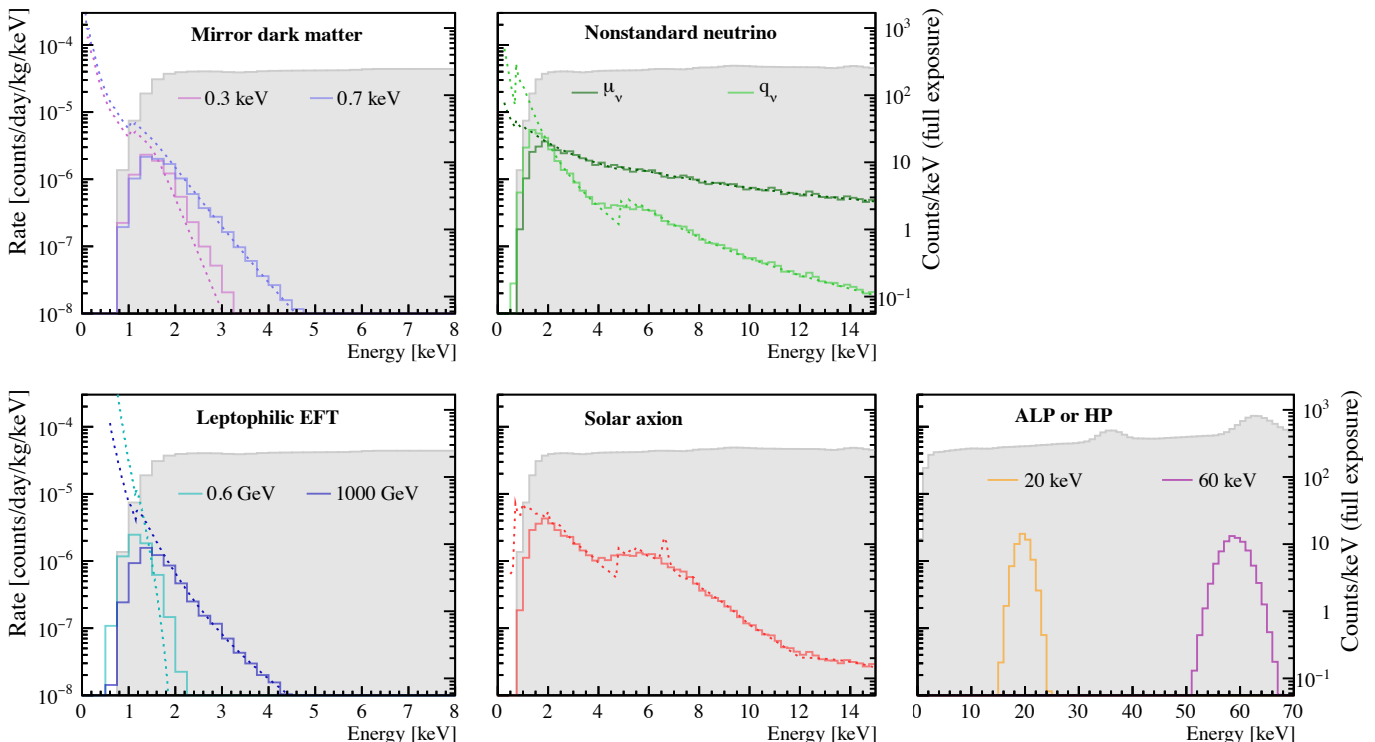 Rate [counts/day/kg/keV]
10⁻⁴
10⁻⁵
10⁻⁶
10⁻⁷
10⁻⁸
Mirror dark matter
0.3 keV 0.7 keV
0 1 2 3 4 5 6 7 8
Energy [keV]
Nonstandard neutrino
μ_ν q_ν
0 2 4 6 8 10 12 14
Energy [keV]
10³
10²
10
1
10⁻¹
Counts/keV (full exposure)
Rate [counts/day/kg/keV]
10⁻⁴
10⁻⁵
10⁻⁶
10⁻⁷
10⁻⁸
Leptophilic EFT
0.6 GeV 1000 GeV
0 1 2 3 4 5 6 7 8
Energy [keV]
Solar axion
0 2 4 6 8 10 12 14
Energy [keV]
ALP or HP
20 keV 60 keV
0 10 20 30 40 50 60 70
Energy [keV]
10³
10²
10
1
10⁻¹
Counts/keV (full exposure)